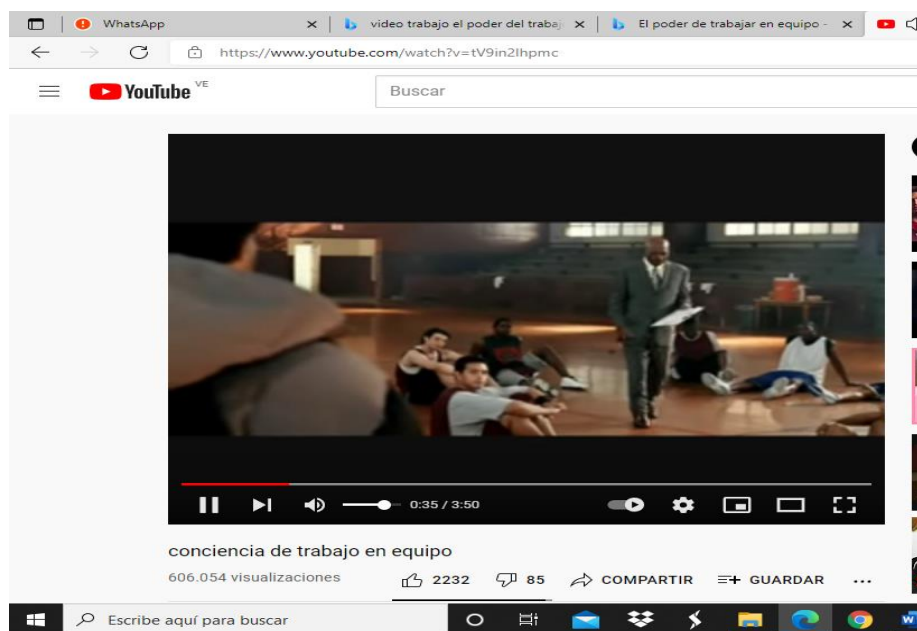 WhatsApp
video trabajo el poder del trabaj
El poder de trabajar en equipo -
https://www.youtube.com/watch?v=tV9in2Ihpmc
YouTube VE
Buscar
0:35 / 3:50
conciencia de trabajo en equipo
606.054 visualizaciones 2232 85 COMPARTIR GUARDAR ...
Escribe aquí para buscar